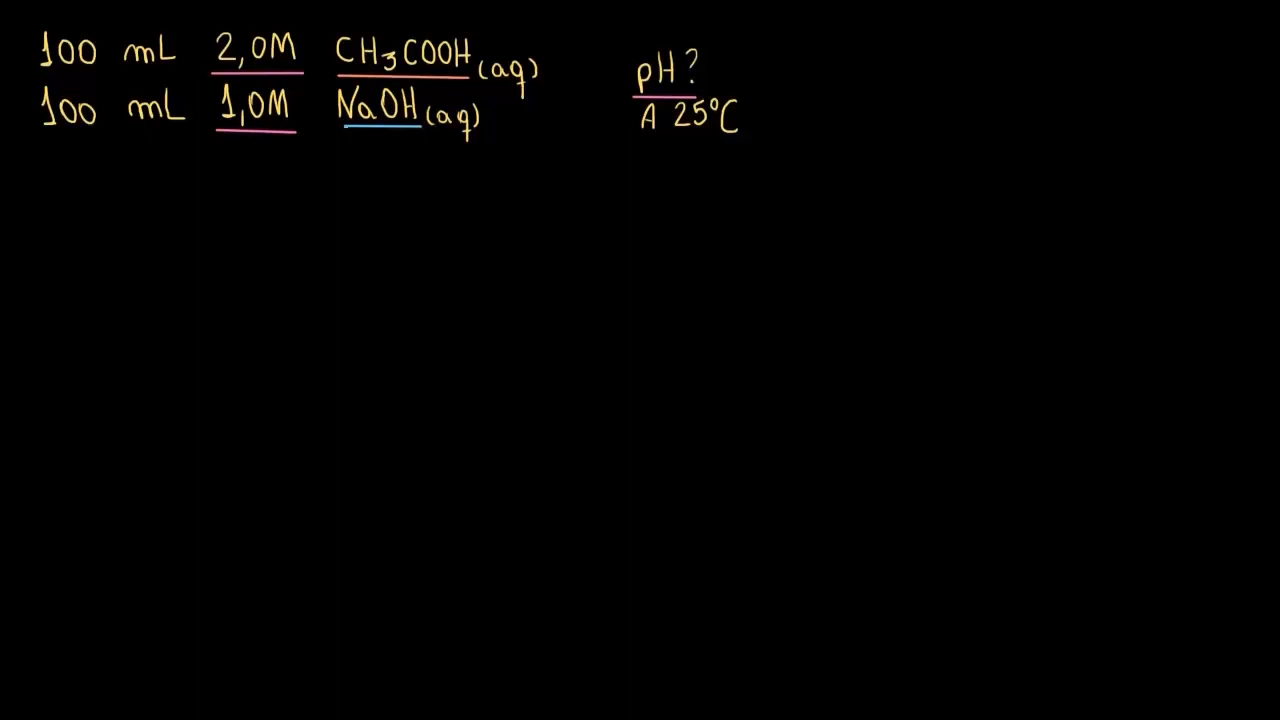 100 mL 2,0M CH₃COOH(aq)
100 mL 1,0M NaOH(aq)
pH?
A 25°C